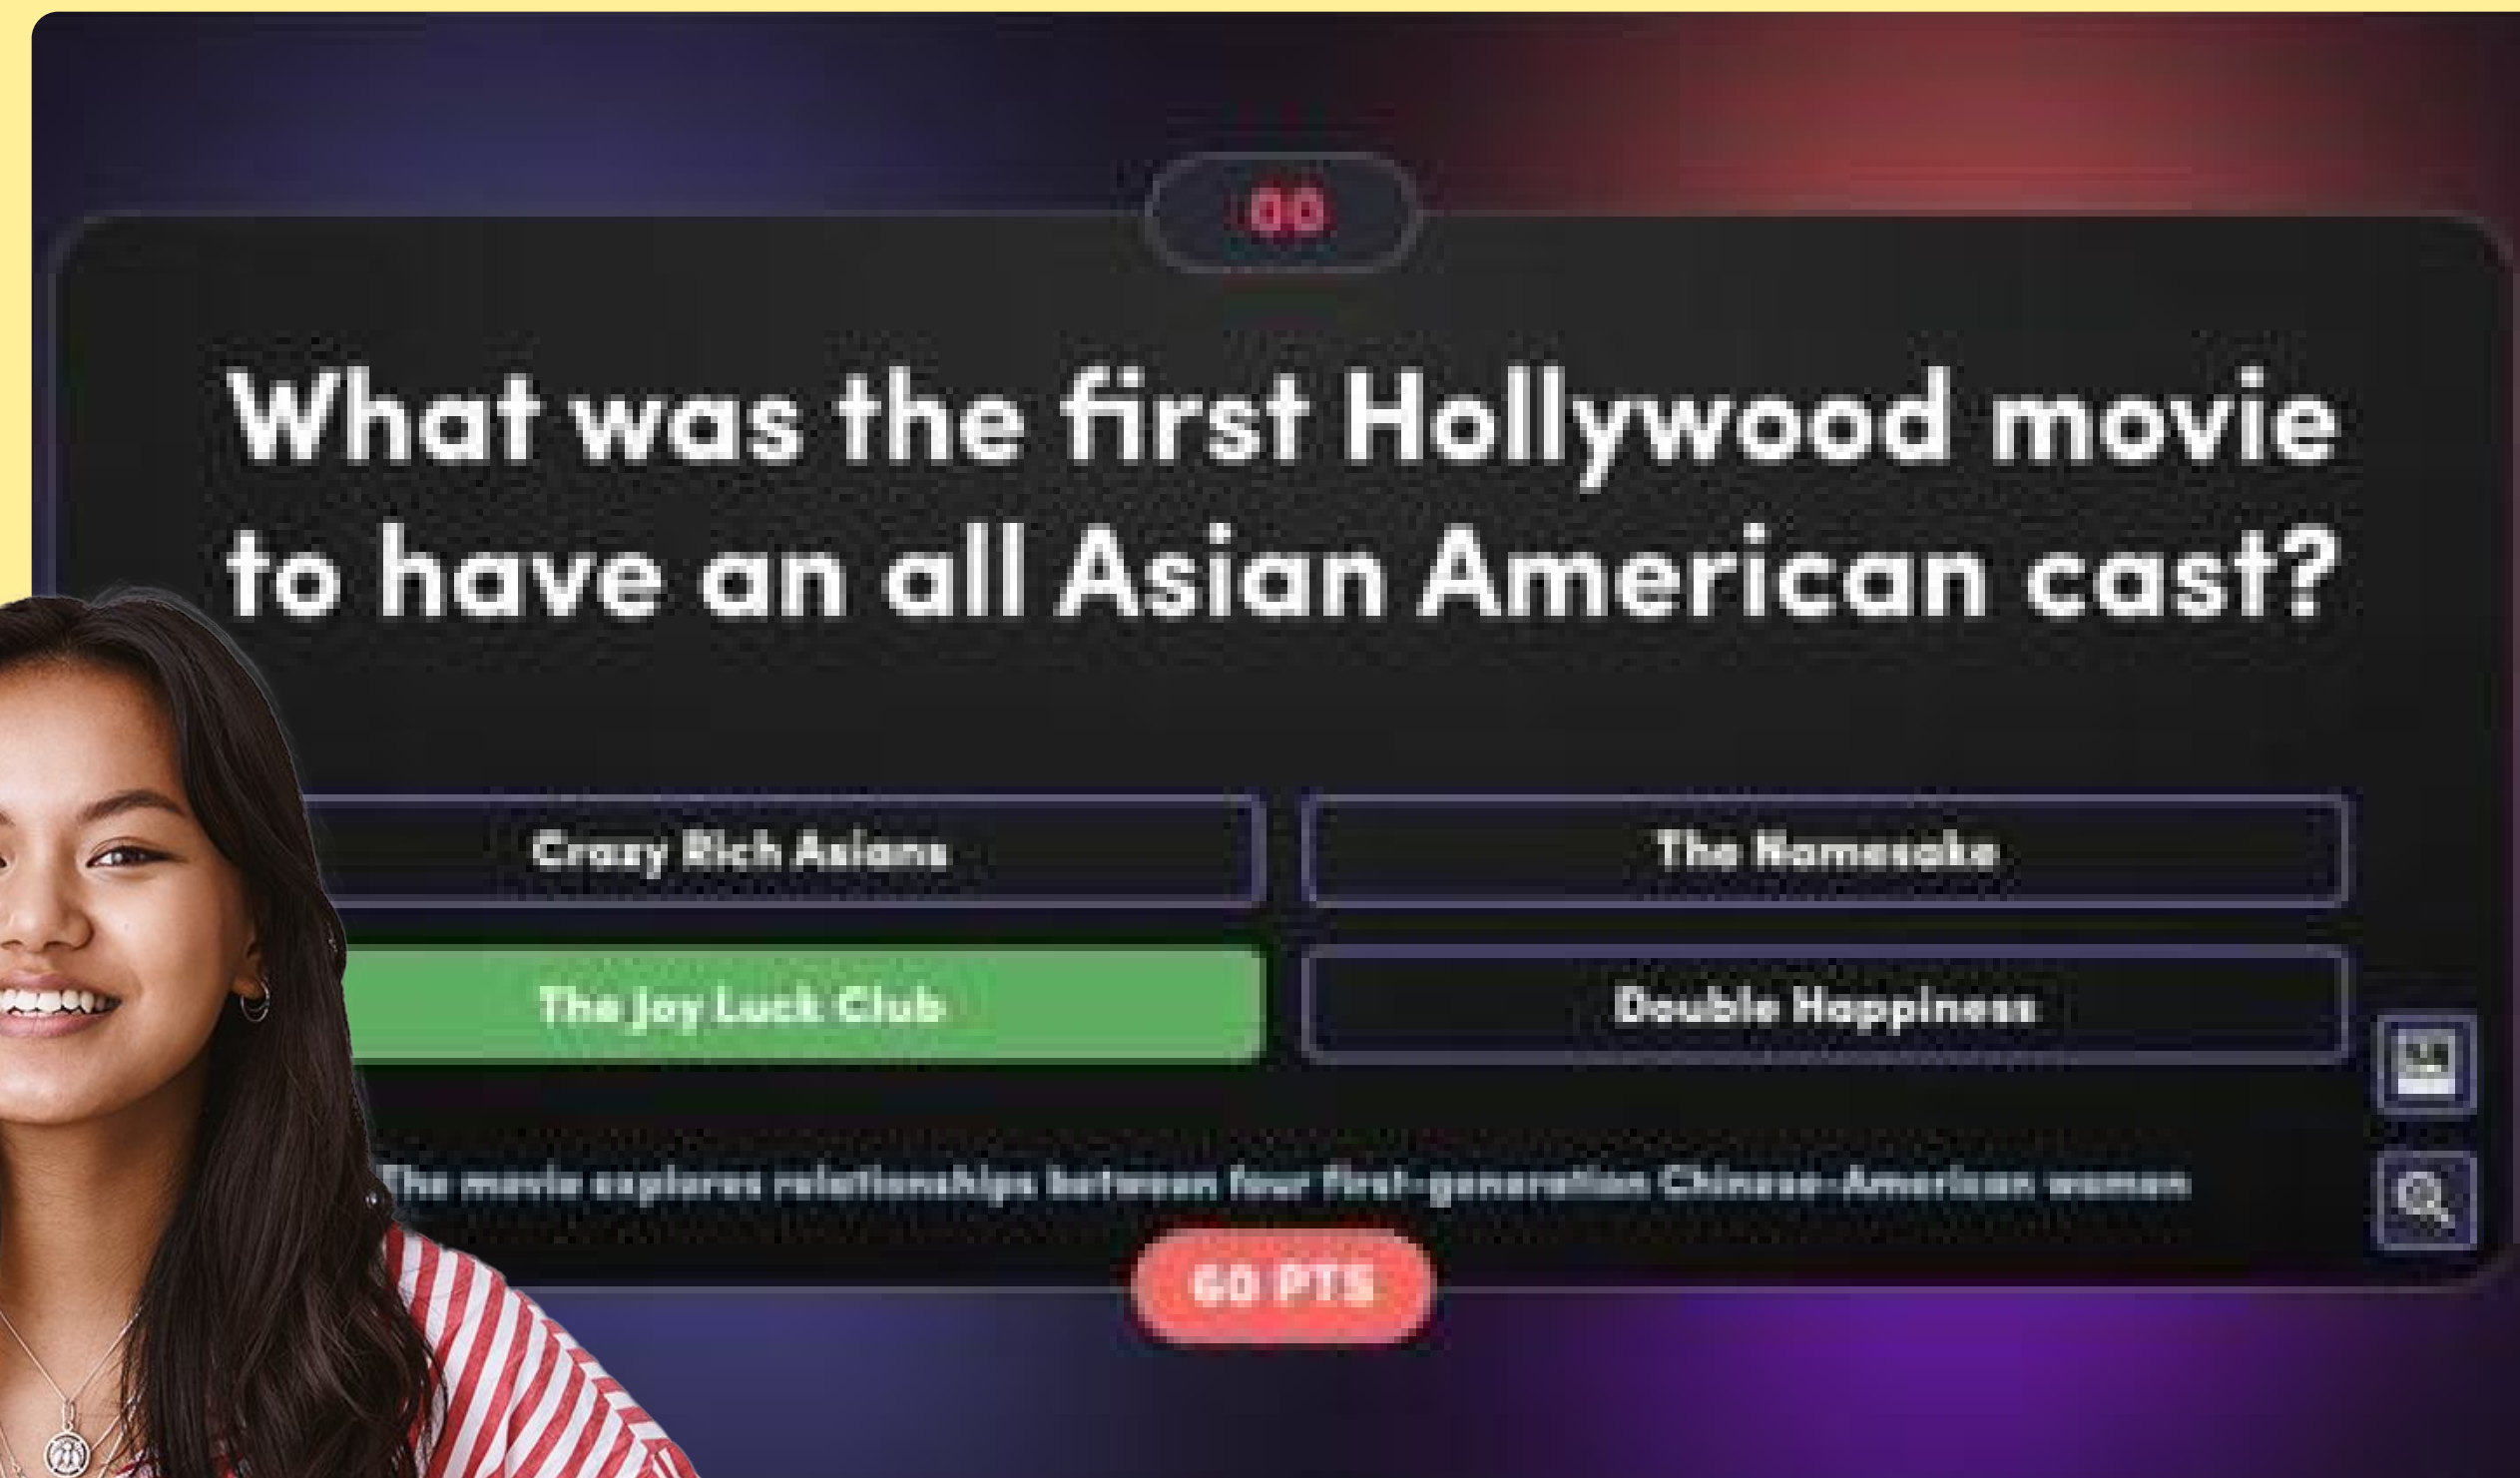 :00
What was the first Hollywood movie
to have an all Asian American cast?
Crazy Rich Asians
The Namesake
The Joy Luck Club
Double Happiness
The movie explores relationships between four first-generation Chinese-American women
60 PTS